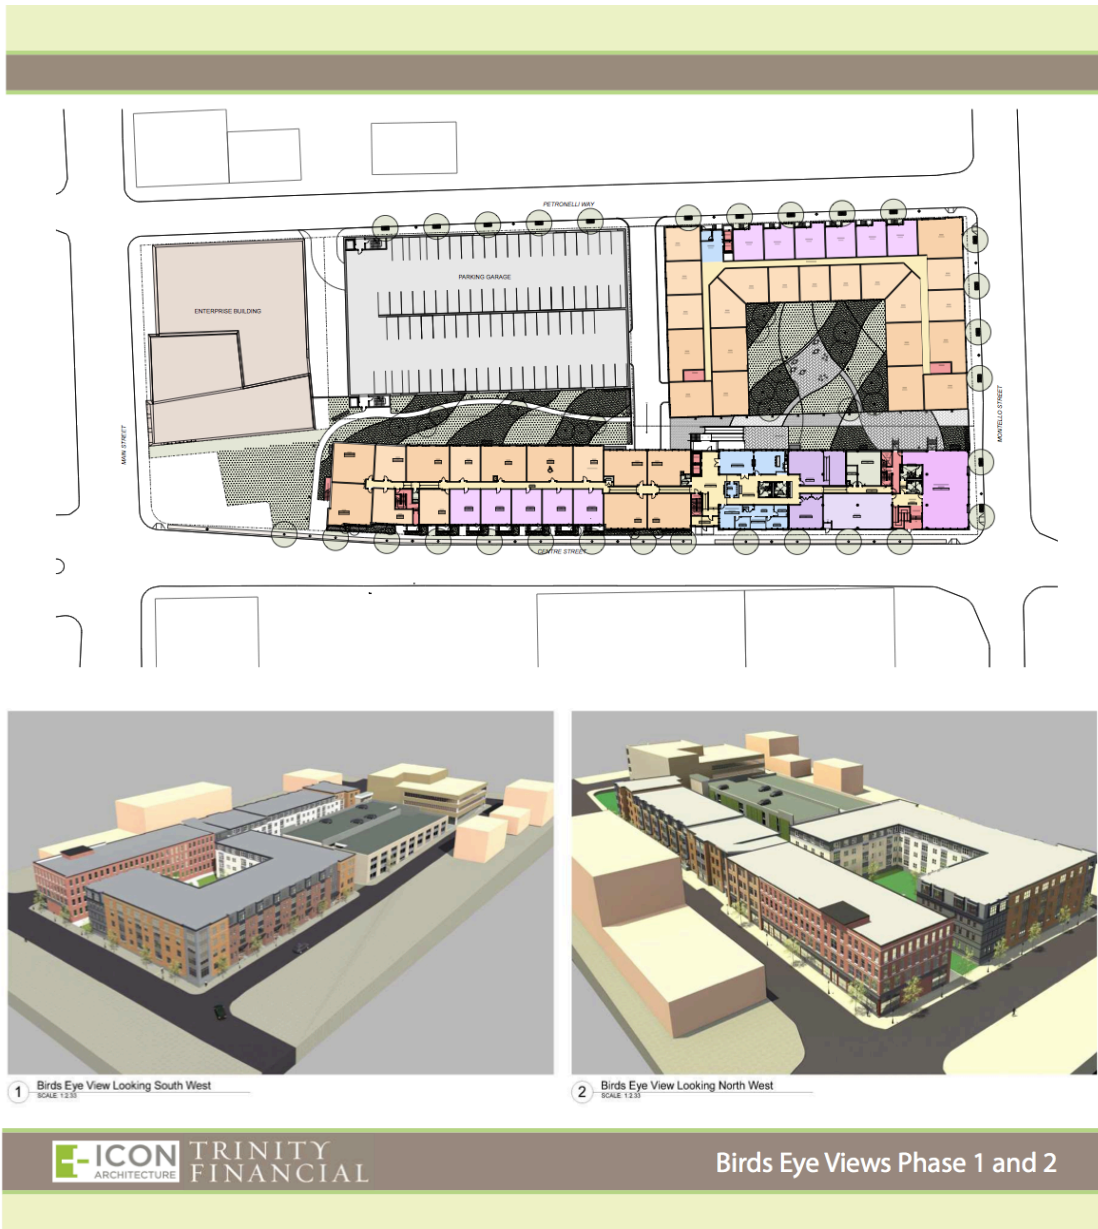 PETRONELLI WAY
PARKING GARAGE
ENTERPRISE BUILDING
MAIN STREET
MONTELLO STREET
CENTRE STREET
1
Birds Eye View Looking South West
SCALE: 1:2.33
2
Birds Eye View Looking North West
SCALE: 1:2.33
ICON
ARCHITECTURE
TRINITY
FINANCIAL
Birds Eye Views Phase 1 and 2